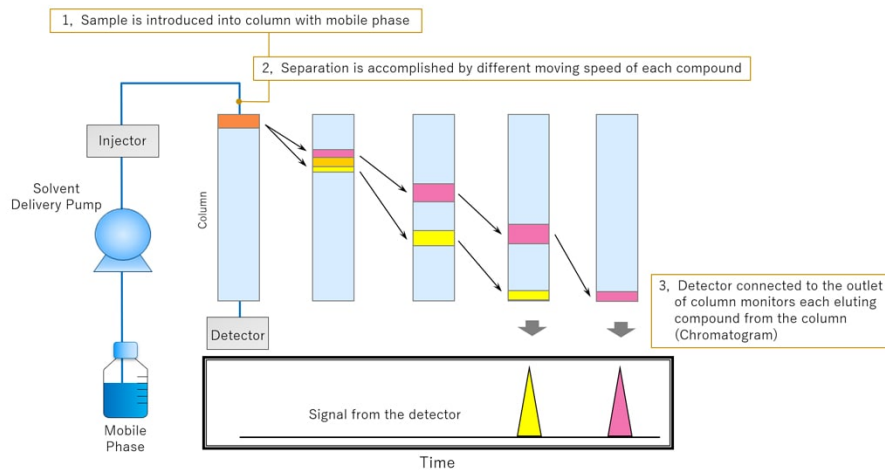 1, Sample is introduced into column with mobile phase
2, Separation is accomplished by different moving speed of each compound
Injector
Solvent
Delivery Pump
Column
Detector
3, Detector connected to the outlet
of column monitors each eluting
compound from the column
(Chromatogram)
Signal from the detector
Mobile
Phase
Time